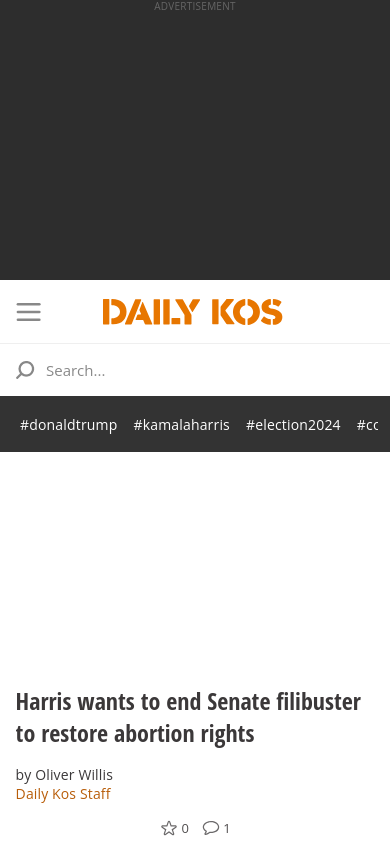 ADVERTISEMENT
DAILY KOS
Search...
#donaldtrump #kamalaharris #election2024
Harris wants to end Senate filibuster
to restore abortion rights
by Oliver Willis
Daily Kos Staff
0 1